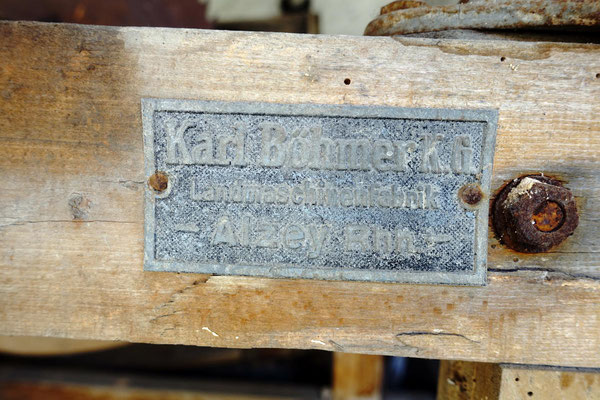 Karl Böhmer K.G.
Landmaschinenfabrik
- Alzey Rhh -